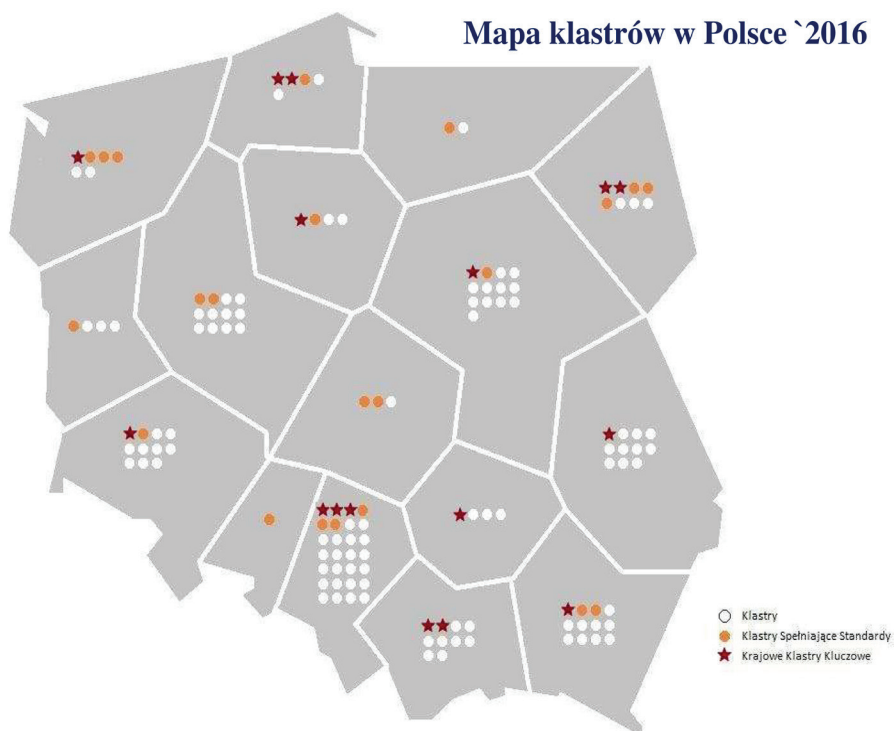 Mapa klastrów w Polsce `2016
Klastry
Klastry Spełniające Standardy
Krajowe Klastry Kluczowe